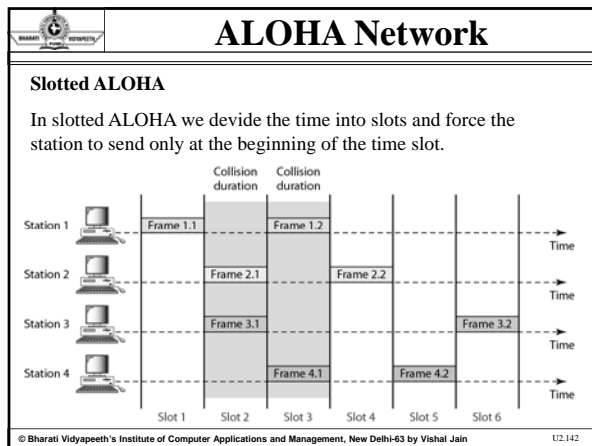 BHARATI
VIDYAPEETH
ALOHA Network
Slotted ALOHA
In slotted ALOHA we devide the time into slots and force the
station to send only at the beginning of the time slot.
Collision duration
Collision duration
Station 1
Frame 1.1
Frame 1.2
Time
Station 2
Frame 2.1
Frame 2.2
Time
Station 3
Frame 3.1
Frame 3.2
Time
Station 4
Frame 4.1
Frame 4.2
Time
Slot 1
Slot 2
Slot 3
Slot 4
Slot 5
Slot 6
© Bharati Vidyapeeth's Institute of Computer Applications and Management, New Delhi-63 by Vishal Jain
U2.142